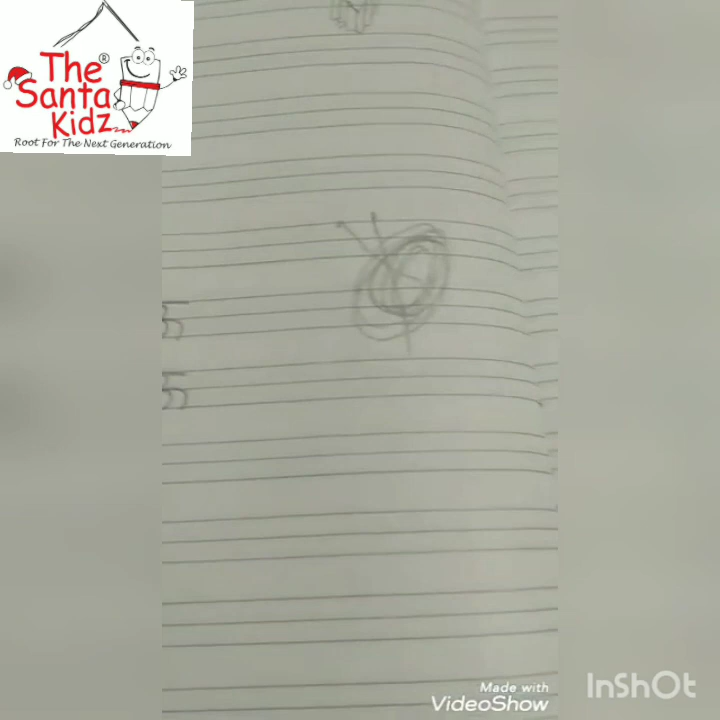 The
Santa
Kidz
Root For The Next Generation
Made with
VideoShow
InShOt